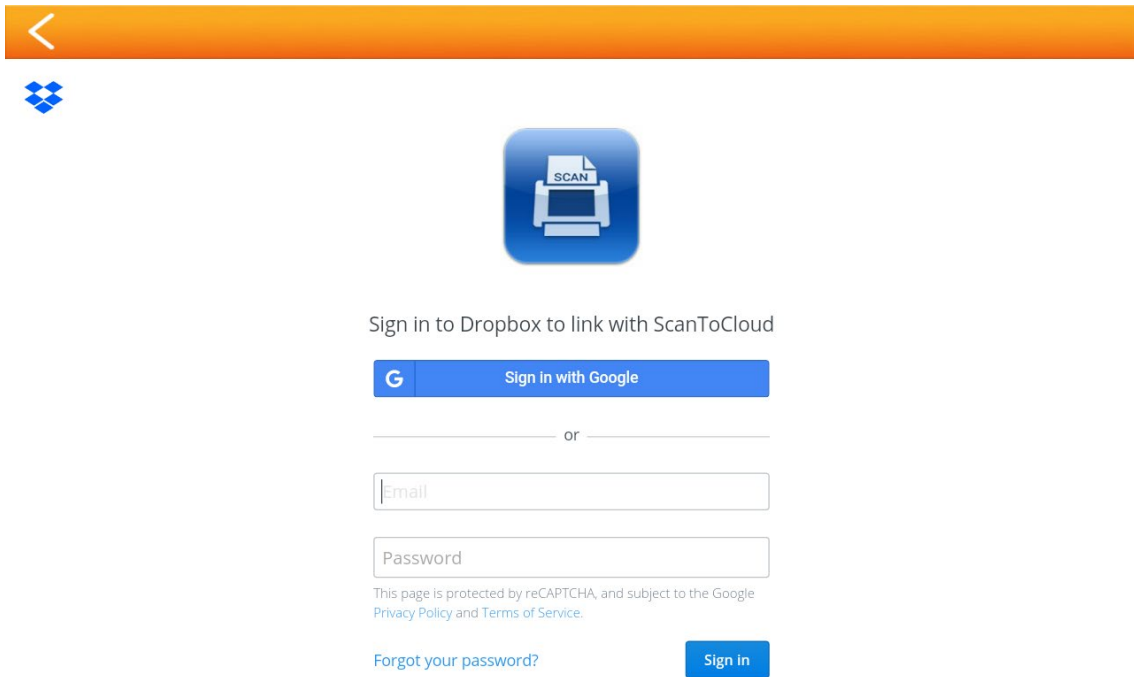 SCAN
Sign in to Dropbox to link with ScanToCloud
G Sign in with Google
or
Email
Password
This page is protected by reCAPTCHA, and subject to the Google
Privacy Policy and Terms of Service.
Forgot your password? Sign in